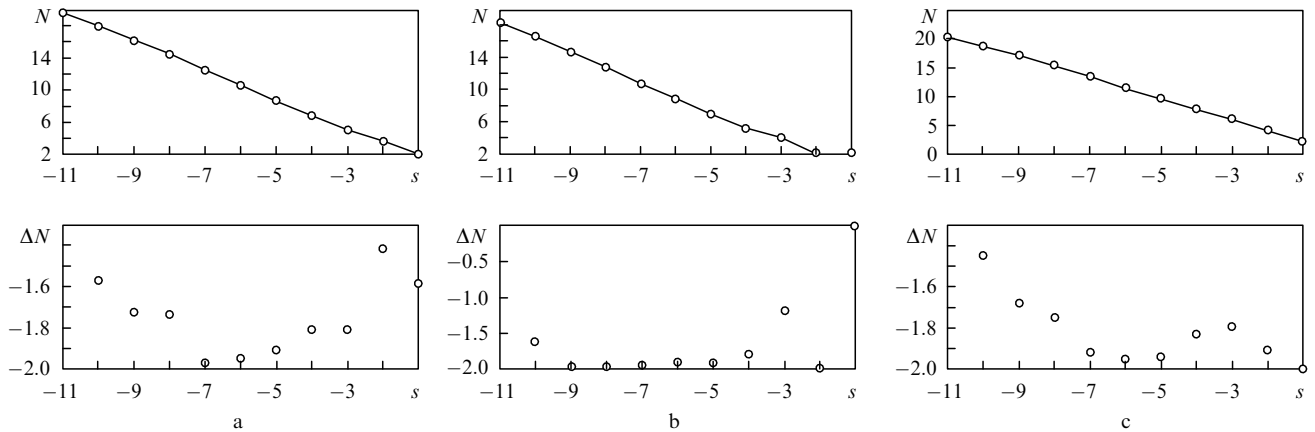 N N N
14 14 20
10 10 15
6 6 10
2 2 5
0
−11 −9 −7 −5 −3 s −11 −9 −7 −5 −3 s −11 −9 −7 −5 −3 s
ΔN ΔN ΔN
−1.6 −0.5 −1.6
−1.8 −1.0 −1.8
−2.0 −1.5 −2.0
−2.0
−11 −9 −7 −5 −3 s −11 −9 −7 −5 −3 s −11 −9 −7 −5 −3 s
a b c